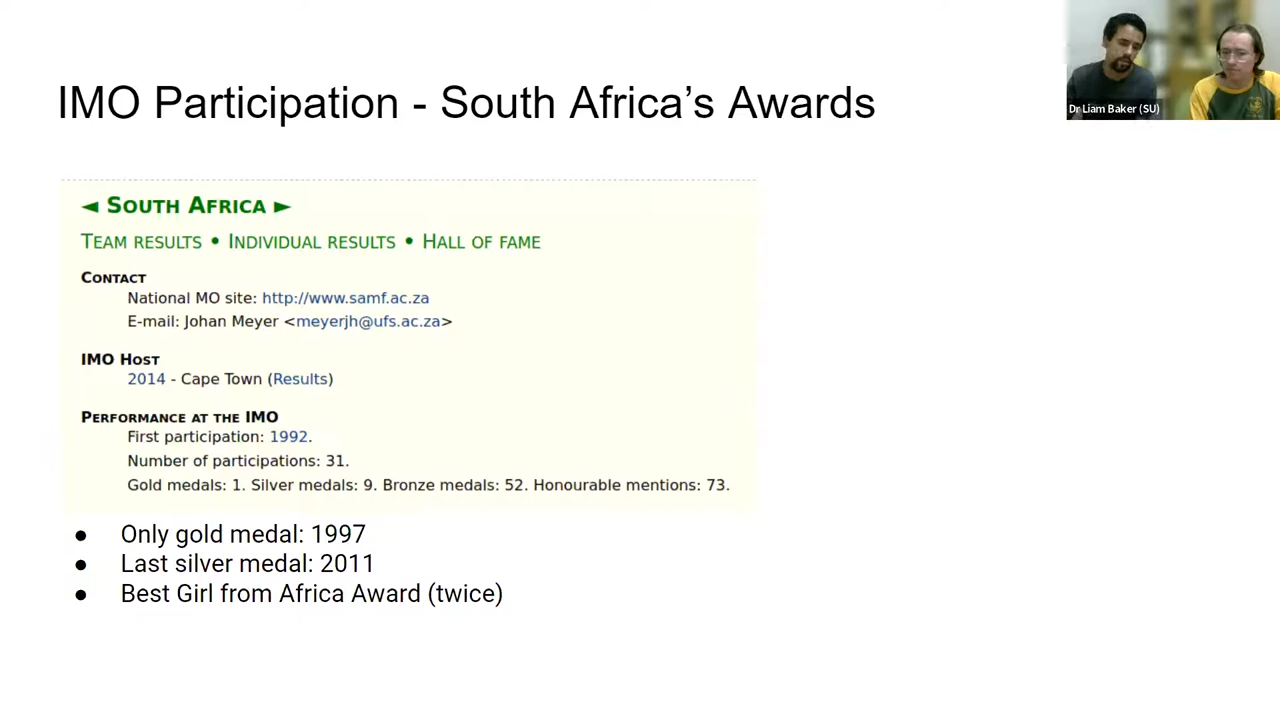 IMO Participation - South Africa's Awards
Dr Liam Baker (SU)
◄ South Africa ►
Team results • Individual results • Hall of fame
Contact
National MO site: http://www.samf.ac.za
E-mail: Johan Meyer <meyerjh@ufs.ac.za>
IMO Host
2014 - Cape Town (Results)
Performance at the IMO
First participation: 1992.
Number of participations: 31.
Gold medals: 1. Silver medals: 9. Bronze medals: 52. Honourable mentions: 73.
● Only gold medal: 1997
● Last silver medal: 2011
● Best Girl from Africa Award (twice)